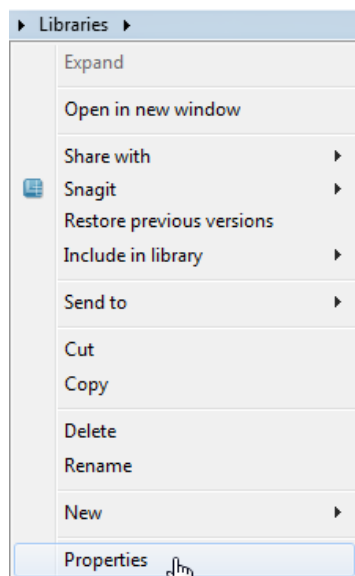 Libraries
Expand
Open in new window
Share with
Snagit
Restore previous versions
Include in library
Send to
Cut
Copy
Delete
Rename
New
Properties